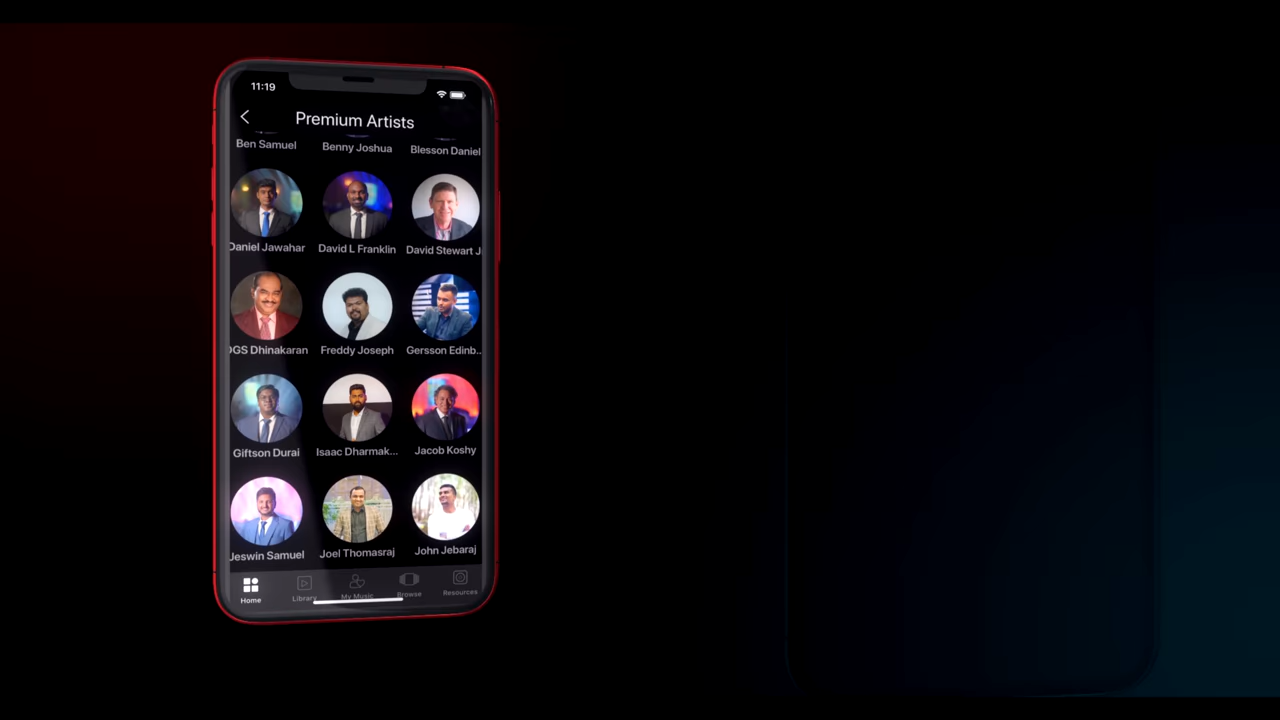 11:19
Premium Artists
Ben Samuel Benny Joshua Blesson Daniel
Daniel Jawahar David L Franklin David Stewart J
DGS Dhinakaran Freddy Joseph Gersson Edinb..
Giftson Durai Isaac Dharmak... Jacob Koshy
Jeswin Samuel Joel Thomasraj John Jebaraj
Home Library My Music Browse Resources